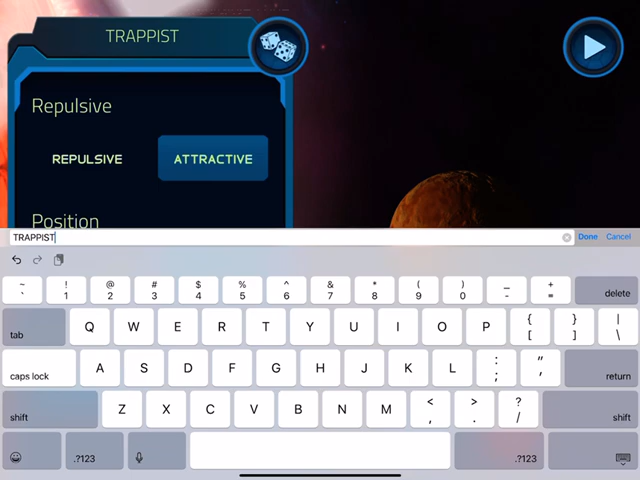 TRAPPIST
Repulsive
REPULSIVE ATTRACTIVE
Position
TRAPPIST Done Cancel
~ ! @ # $ % ^ & * ( ) _ +
` 1 2 3 4 5 6 7 8 9 0 - = delete
tab Q W E R T Y U I O P { [ } ] | \
caps lock A S D F G H J K L : ; " ' return
shift Z X C V B N M < , > . ? / shift
.?123 .?123